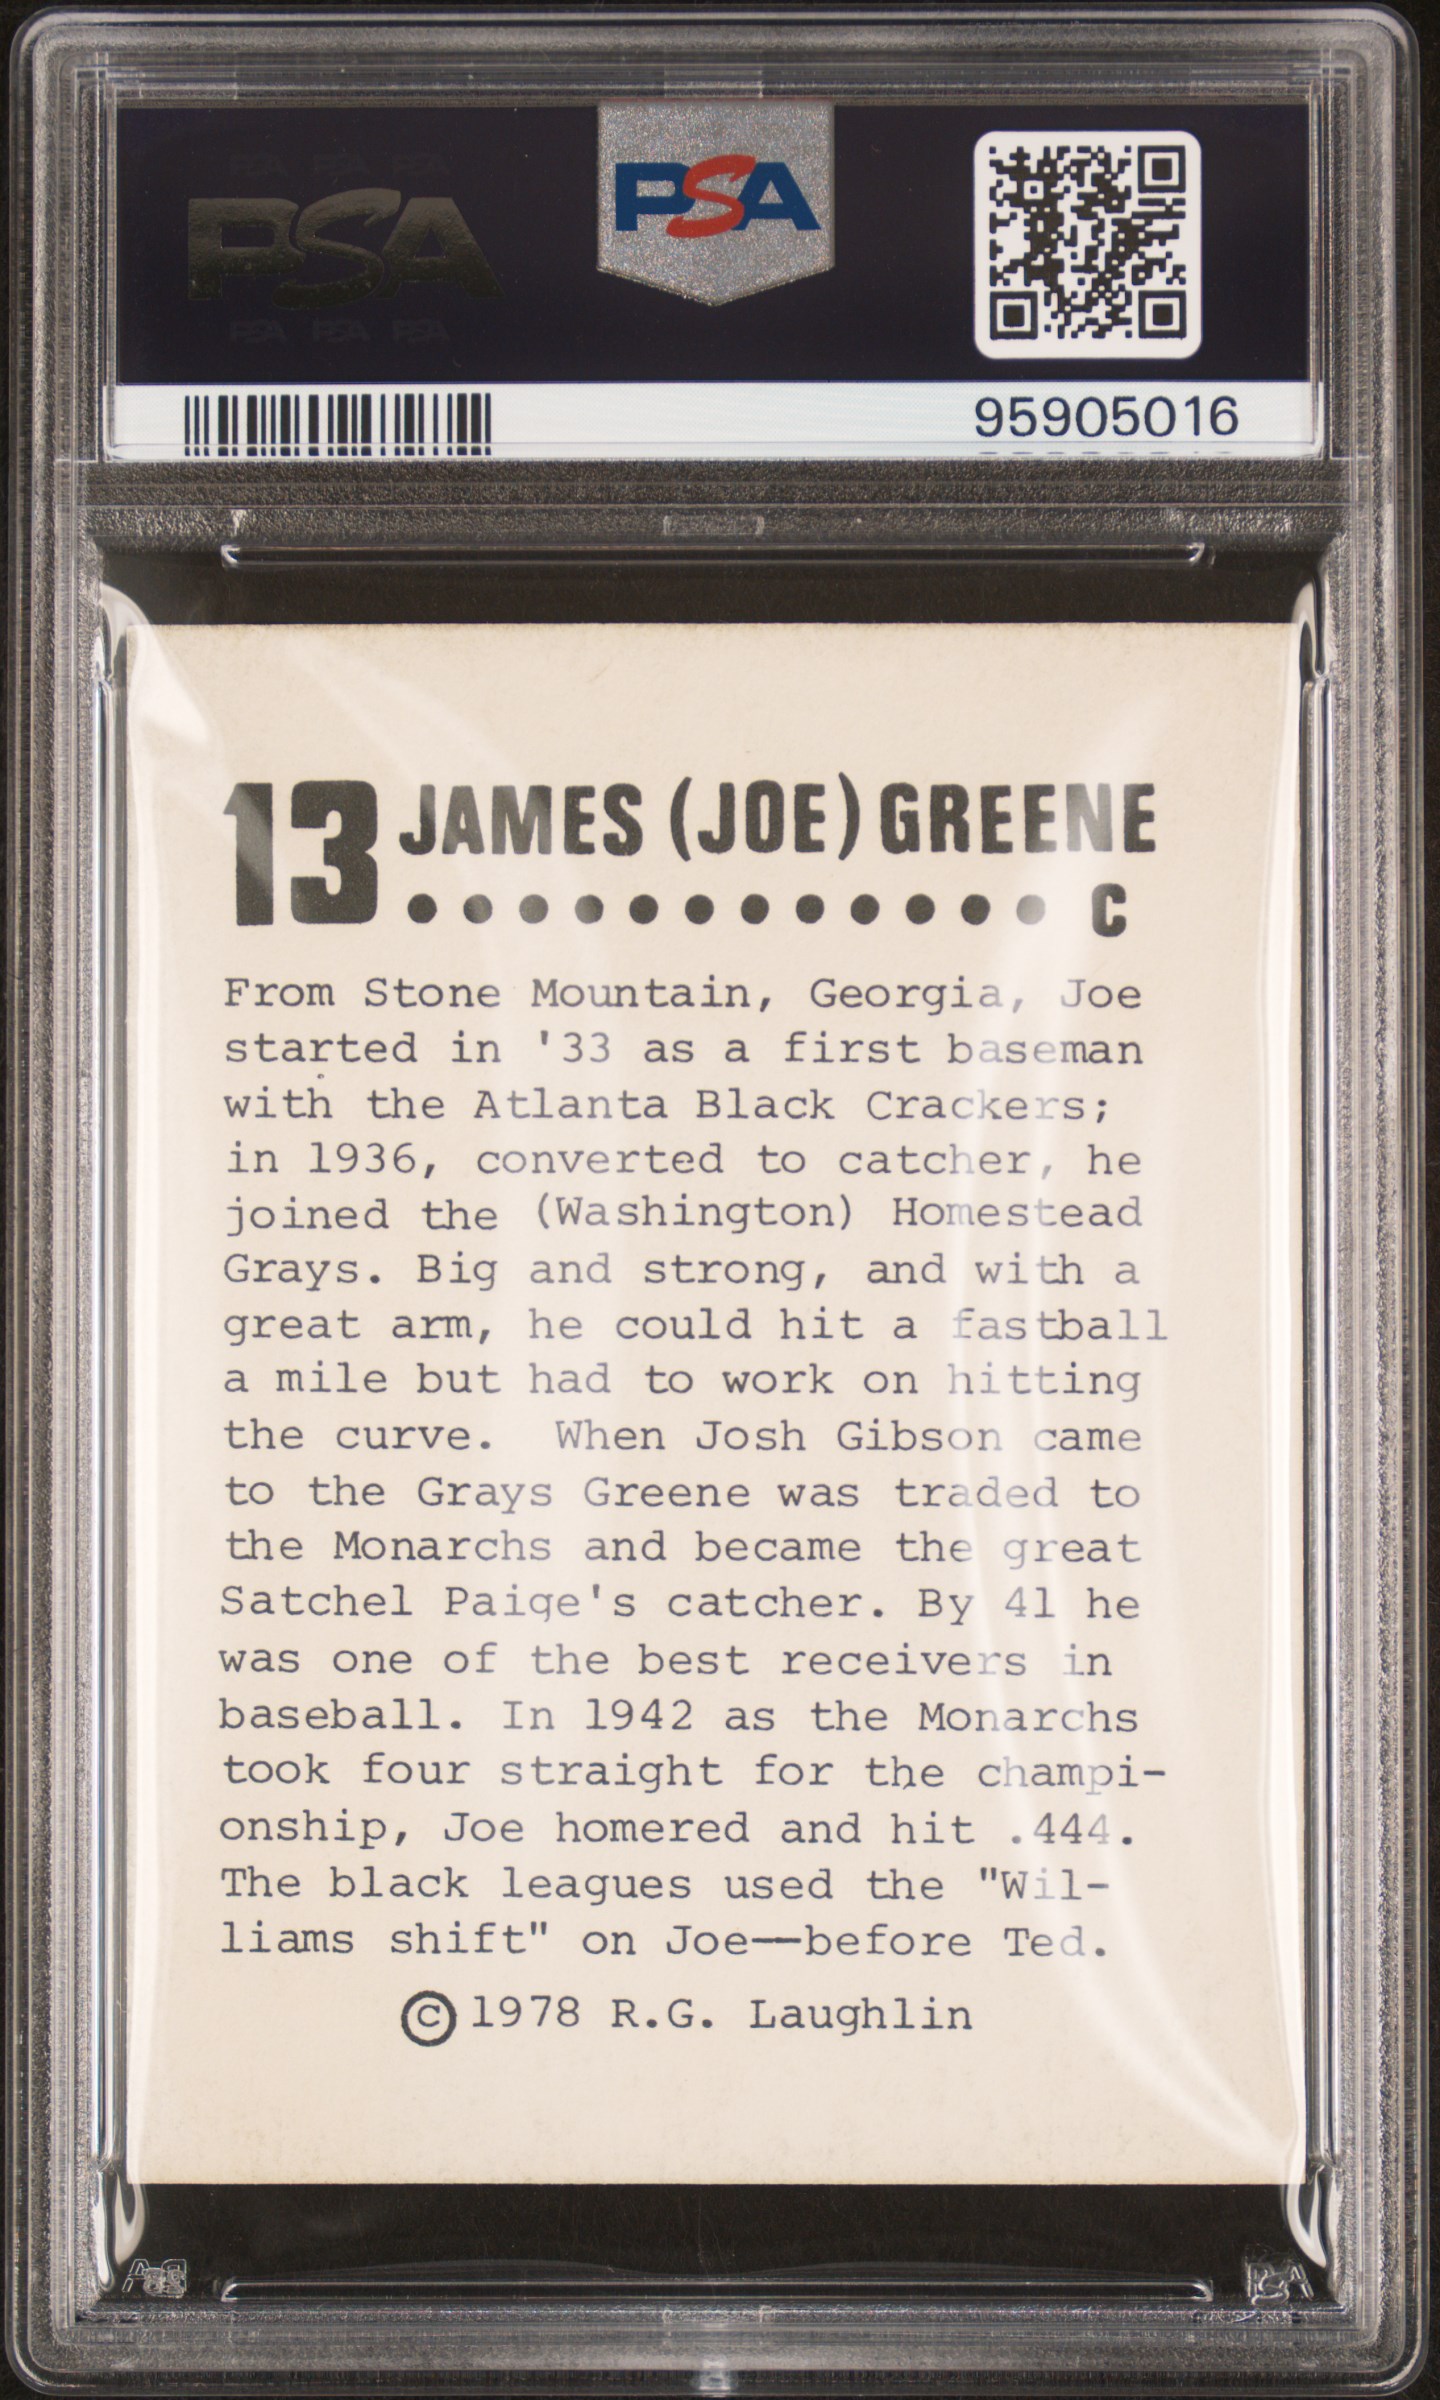 PSA
PSA
95905016
13 JAMES (JOE) GREENE
C
From Stone Mountain, Georgia, Joe
started in '33 as a first baseman
with the Atlanta Black Crackers;
in 1936, converted to catcher, he
joined the (Washington) Homestead
Grays. Big and strong, and with a
great arm, he could hit a fastball
a mile but had to work on hitting
the curve.  When Josh Gibson came
to the Grays Greene was traded to
the Monarchs and became the great
Satchel Paige's catcher. By 41 he
was one of the best receivers in
baseball. In 1942 as the Monarchs
took four straight for the champi-
onship, Joe homered and hit .444.
The black leagues used the "Wil-
liams shift" on Joe--before Ted.
©1978 R.G. Laughlin
PSA